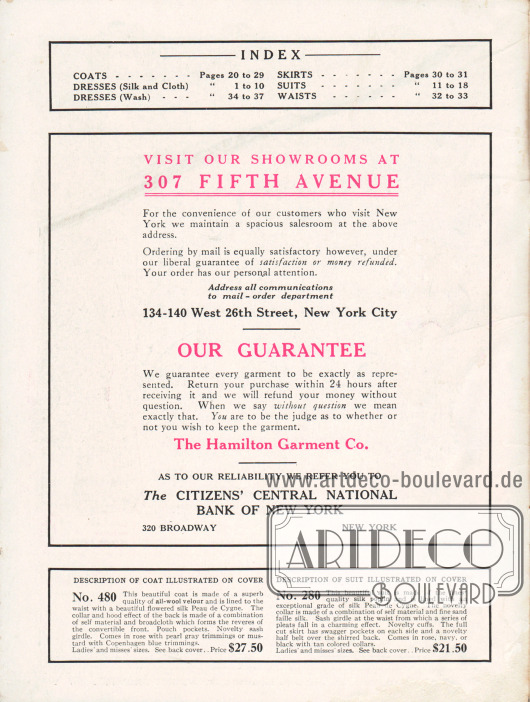 INDEX
COATS - - - - - - - Pages 20 to 29
DRESSES (Silk and Cloth) " 1 to 10
DRESSES (Wash) - - - " 34 to 37
SKIRTS - - - - - - - Pages 30 to 31
SUITS - - - - - - " 11 to 18
WAISTS - - - - - - " 32 to 33
VISIT OUR SHOWROOMS AT
307 FIFTH AVENUE
For the convenience of our customers who visit New
York we maintain a spacious salesroom at the above
address.
Ordering by mail is equally satisfactory however, under
our liberal guarantee of satisfaction or money refunded.
Your order has our personal attention.
Address all communications
to mail-order department
134-140 West 26th Street, New York City
OUR GUARANTEE
We guarantee every garment to be exactly as repre-
sented. Return your purchase within 24 hours after
receiving it and we will refund your money without
question. When we say without question we mean
exactly that. You are to be the judge as to whether or
not you wish to keep the garment.
The Hamilton Garment Co.
AS TO OUR RELIABILITY WE REFER YOU TO
www.artdeco-boulevard.de
The CITIZENS' CENTRAL NATIONAL
BANK OF NEW YORK
320 BROADWAY NEW YORK
ARTDECO
BOULEVARD
DESCRIPTION OF COAT ILLUSTRATED ON COVER
No. 480 This beautiful coat is made of a superb
quality of all-wool velour and is lined to the
waist with a beautiful flowered silk Peau de Cygne. The
collar and hood effect of the back is made of a combination
of self material and broadcloth which forms the reveres of
the convertible front. Pouch pockets. Novelty sash
girdle. Comes in rose with pearl gray trimmings or mus-
tard with Copenhagen blue trimmings.
Ladies' and misses' sizes. See back cover. . Price $27.50
DESCRIPTION OF SUIT ILLUSTRATED ON COVER
No. 280 This beautiful suit is made of
quality silk
exceptional grade of silk Peau de Cygne. The novelty
collar is made of a combination of self material and fine sand
faille silk. Sash girdle at the waist from which a series of
pleats fall in a charming effect. Novelty cuffs. The full
cut skirt has swagger pockets on each side and a novelty
half belt over the shirred back. Comes in rose, navy, or
black with tan colored collars.
Ladies' and misses' sizes. See back cover. . Price $21.50